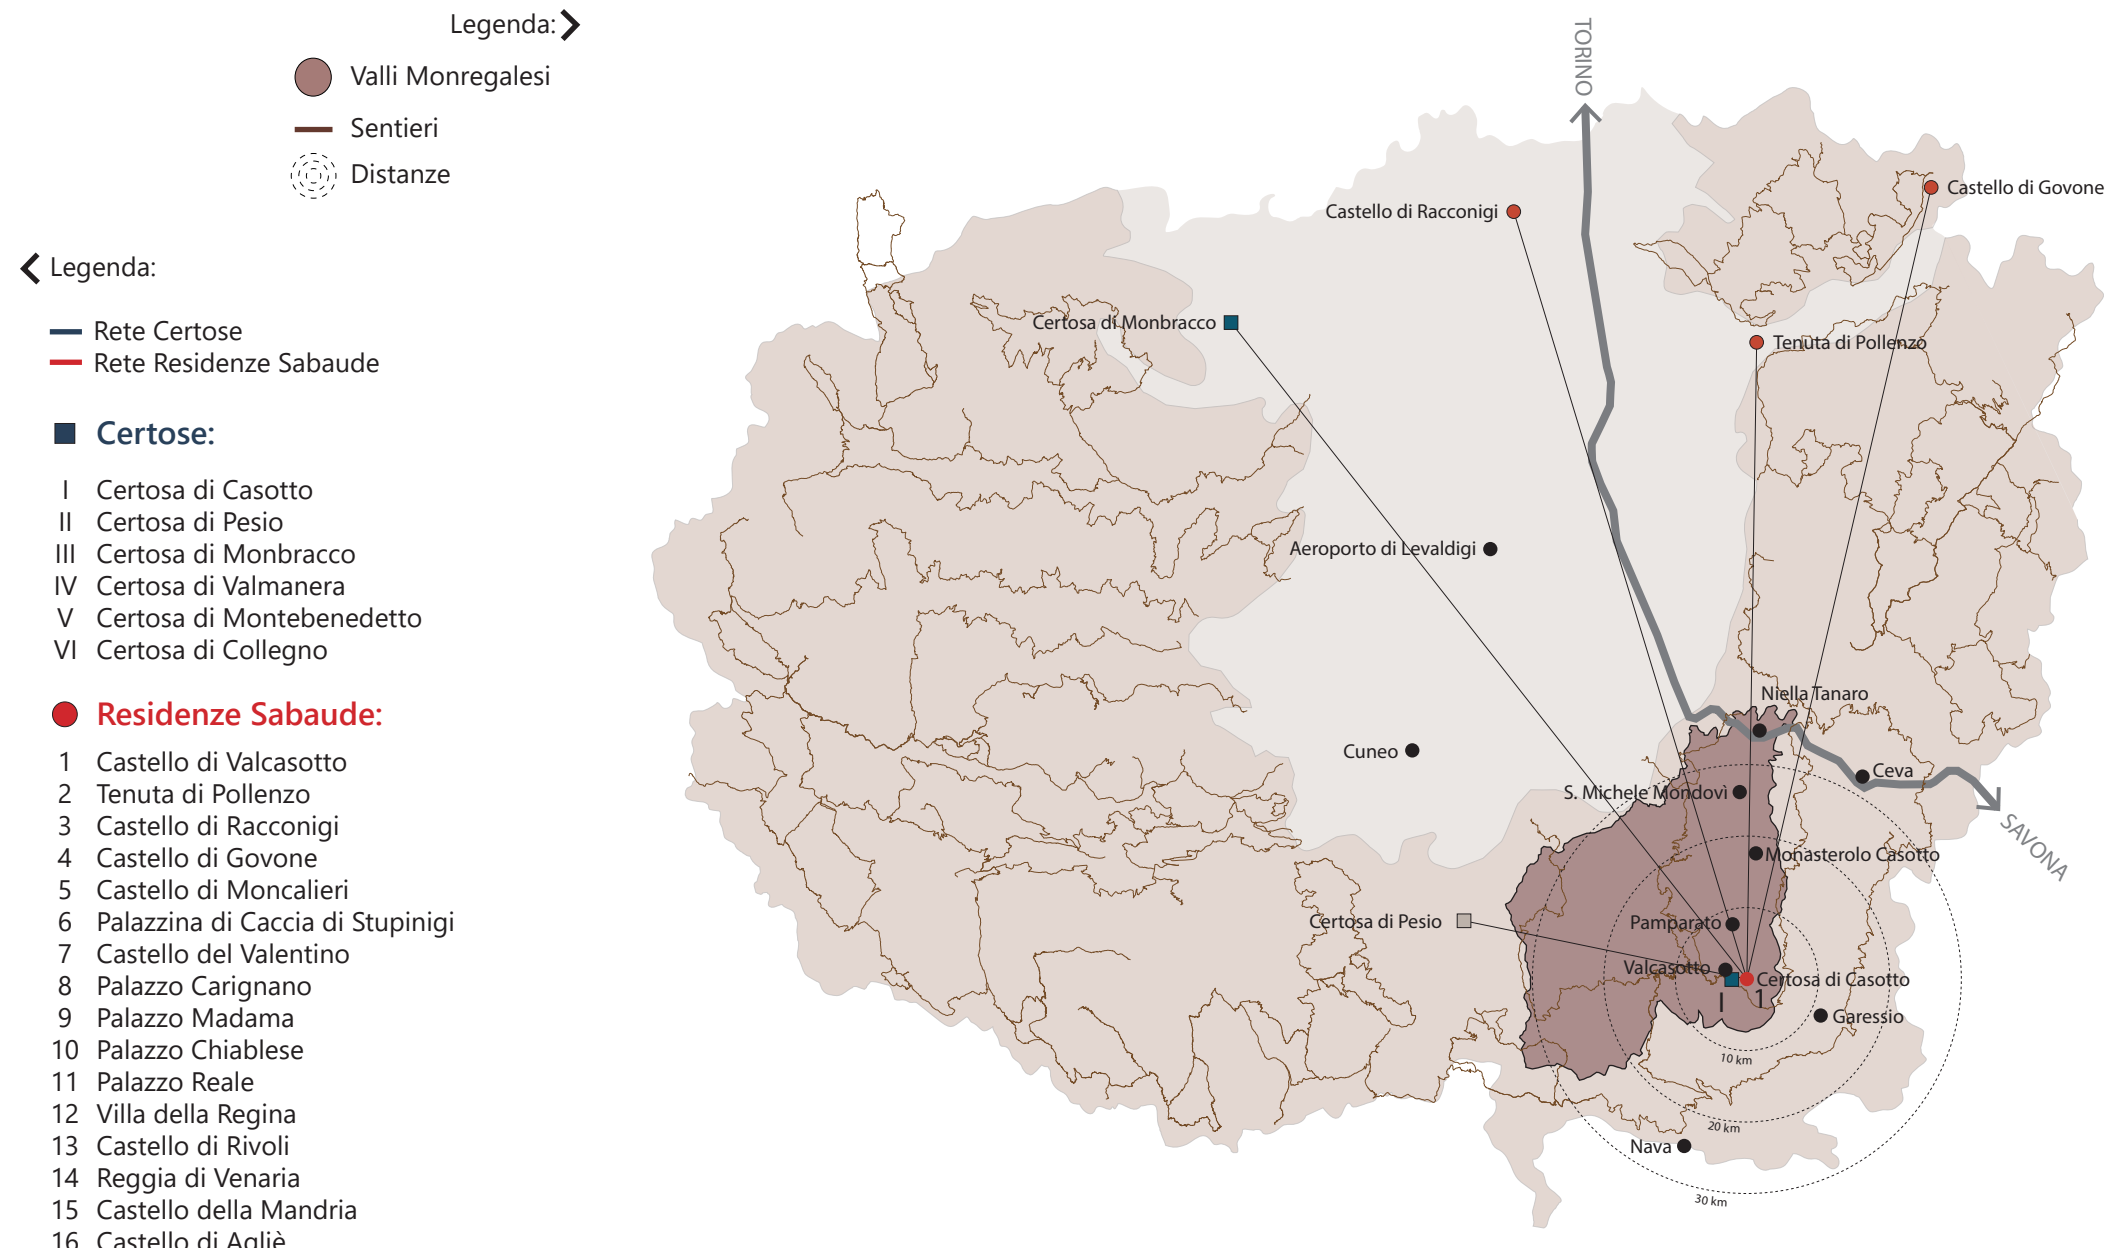 Legenda:
Valli Monregalesi
Sentieri
Distanze
Legenda:
Rete Certose
Rete Residenze Sabaude
Certose:
I Certosa di Casotto
II Certosa di Pesio
III Certosa di Monbracco
IV Certosa di Valmanera
V Certosa di Montebenedetto
VI Certosa di Collegno
Residenze Sabaude:
1 Castello di Valcasotto
2 Tenuta di Pollenzo
3 Castello di Racconigi
4 Castello di Govone
5 Castello di Moncalieri
6 Palazzina di Caccia di Stupinigi
7 Castello del Valentino
8 Palazzo Carignano
9 Palazzo Madama
10 Palazzo Chiablese
11 Palazzo Reale
12 Villa della Regina
13 Castello di Rivoli
14 Reggia di Venaria
15 Castello della Mandria
16 Castello di Agliè
TORINO
Castello di Govone
Castello di Racconigi
Certosa di Monbracco
Tenuta di Pollenzo
Aeroporto di Levaldigi
Niella Tanaro
Cuneo
Ceva
S. Michele Mondovì
SAVONA
Monasterolo Casotto
Certosa di Pesio
Pamparato
Valcasotto
Certosa di Casotto
I 1
Garessio
10 km
20 km
Nava
30 km